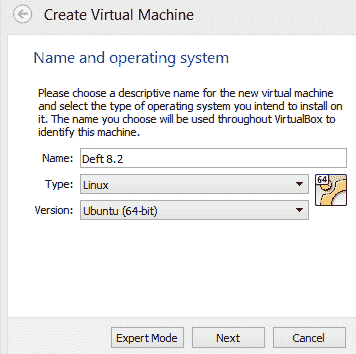 Create Virtual Machine
Name and operating system
Please choose a descriptive name for the new virtual machine
and select the type of operating system you intend to install on
it. The name you choose will be used throughout VirtualBox to
identify this machine.
Name: Deft 8.2
Type: Linux
64
Version: Ubuntu (64-bit)
Expert Mode Next Cancel